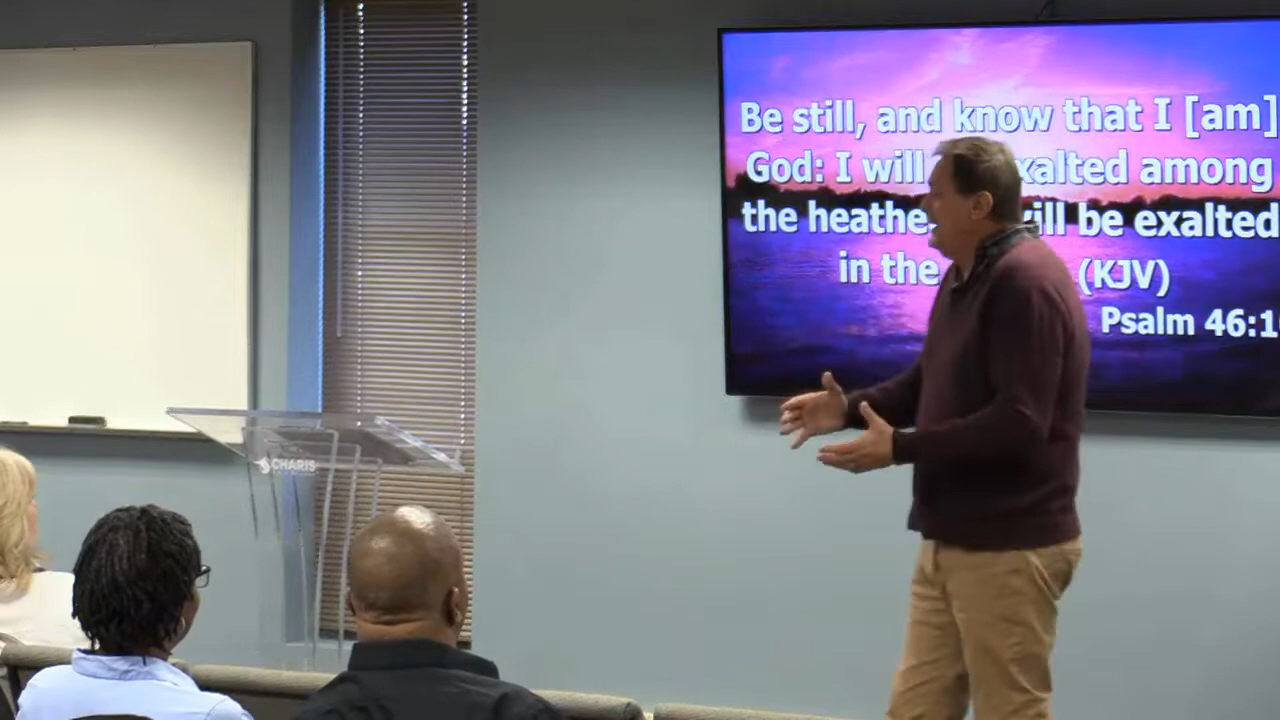 Be still, and know that I [am]
God: I will xalted among
the heathe ill be exalted
in the (KJV)
Psalm 46:1
CHARIS